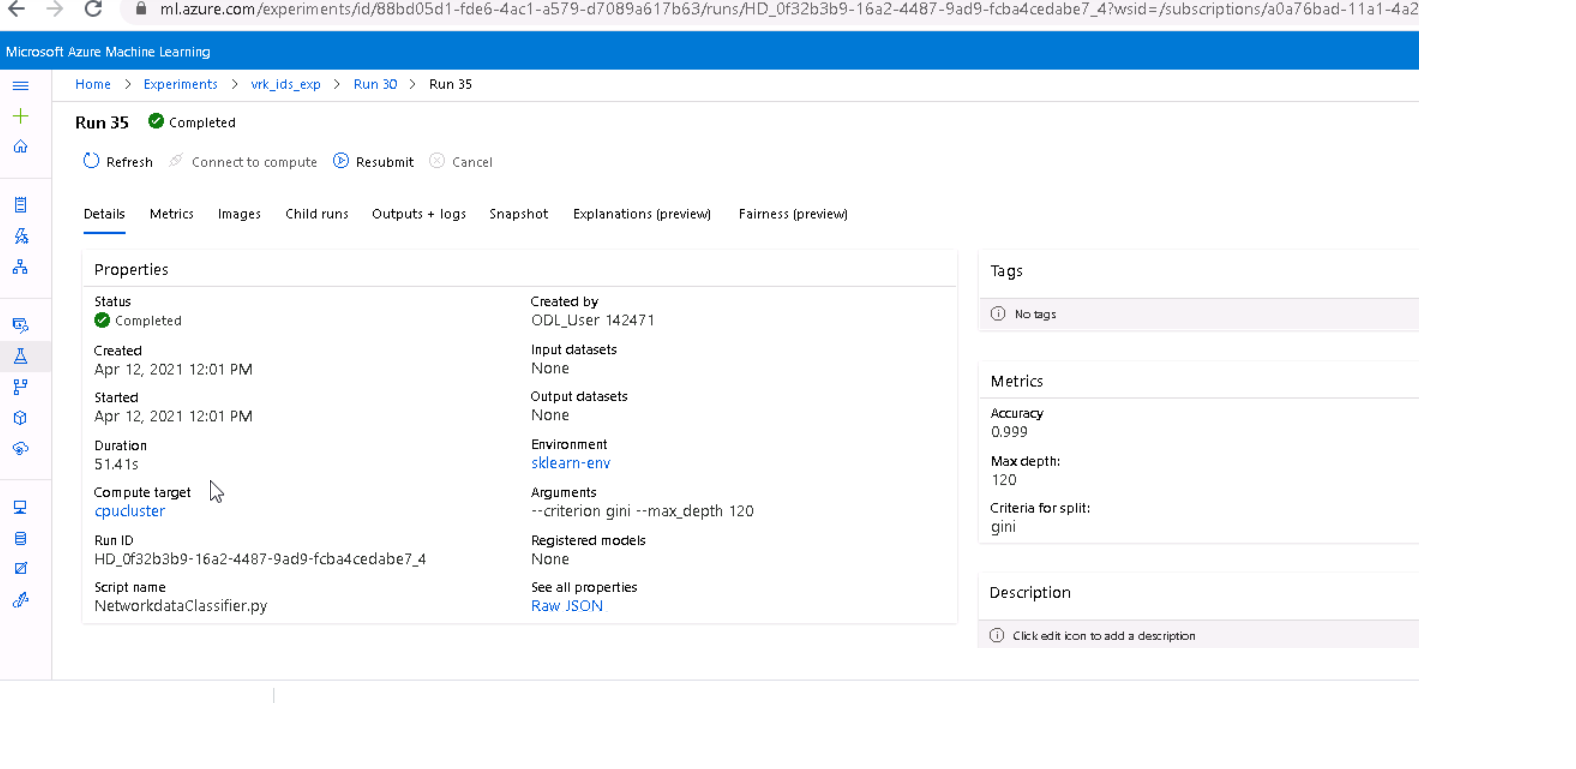 ml.azure.com/experiments/id/88bd05d1-fde6-4ac1-a579-d7089a617b63/runs/HD_0f32b3b9-16a2-4487-9ad9-fcba4cedabe7_4?wsid=/subscriptions/a0a76bad-11a1-4a2
Microsoft Azure Machine Learning
Home > Experiments > vrk_ids_exp > Run 30 > Run 35
Run 35 Completed
Refresh Connect to compute Resubmit Cancel
Details Metrics Images Child runs Outputs + logs Snapshot Explanations (preview) Fairness (preview)
Properties
Status
Completed
Created
Apr 12, 2021 12:01 PM
Started
Apr 12, 2021 12:01 PM
Duration
51.41s
Compute target
cpucluster
Run ID
HD_0f32b3b9-16a2-4487-9ad9-fcba4cedabe7_4
Script name
NetworkdataClassifier.py
Created by
ODL_User 142471
Input datasets
None
Output datasets
None
Environment
sklearn-env
Arguments
--criterion gini --max_depth 120
Registered models
None
See all properties
Raw JSON
Tags
No tags
Metrics
Accuracy
0.999
Max depth:
120
Criteria for split:
gini
Description
Click edit icon to add a description